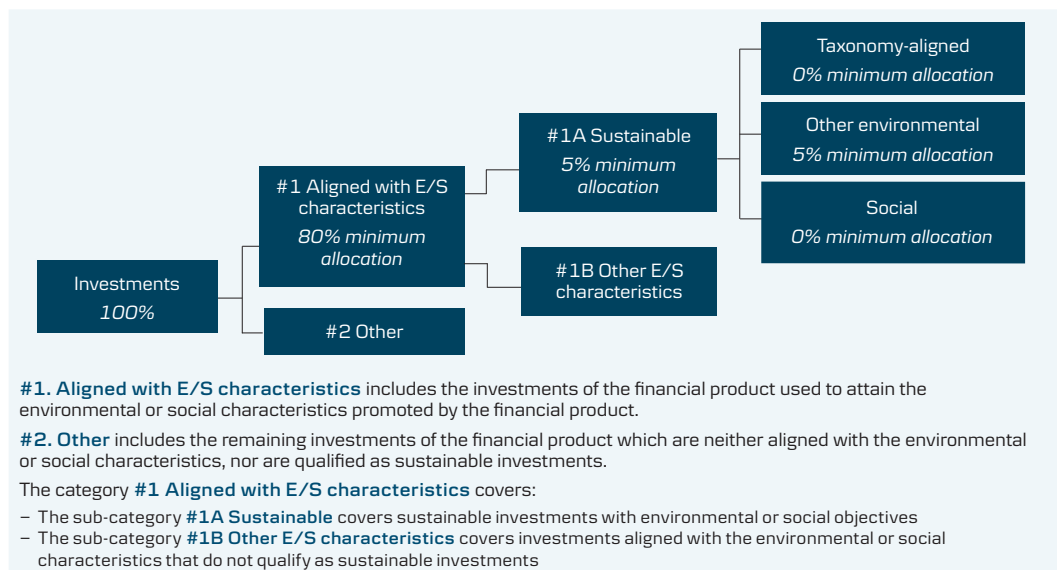 Taxonomy-aligned
0% minimum allocation
Other environmental
5% minimum allocation
Social
0% minimum allocation
#1A Sustainable
5% minimum
allocation
#1B Other E/S
characteristics
#1 Aligned with E/S
characteristics
80% minimum
allocation
#2 Other
Investments
100%
#1. Aligned with E/S characteristics includes the investments of the financial product used to attain the
environmental or social characteristics promoted by the financial product.
#2. Other includes the remaining investments of the financial product which are neither aligned with the environmental
or social characteristics, nor are qualified as sustainable investments.
The category #1 Aligned with E/S characteristics covers:
– The sub-category #1A Sustainable covers sustainable investments with environmental or social objectives
– The sub-category #1B Other E/S characteristics covers investments aligned with the environmental or social
characteristics that do not qualify as sustainable investments